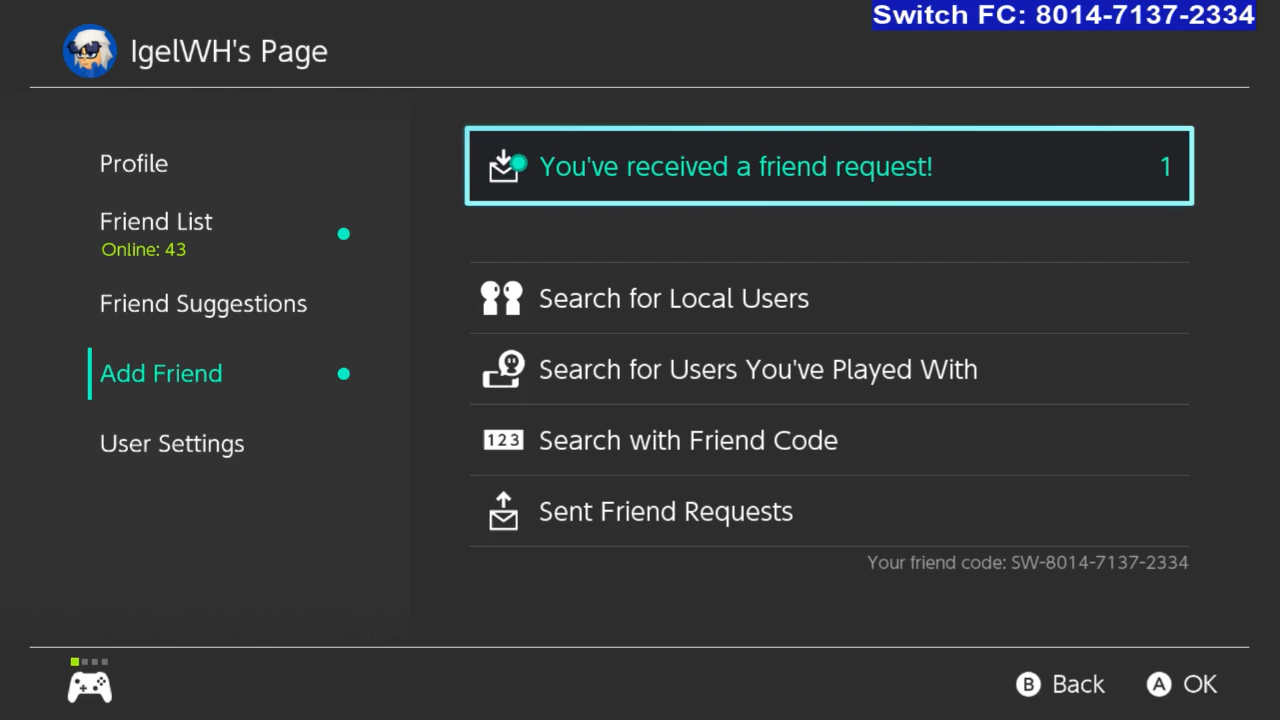 Switch FC: 8014-7137-2334
IgelWH's Page
Profile
Friend List
Online: 43
Friend Suggestions
Add Friend
User Settings
You've received a friend request! 1
Search for Local Users
Search for Users You've Played With
123 Search with Friend Code
Sent Friend Requests
Your friend code: SW-8014-7137-2334
B Back A OK